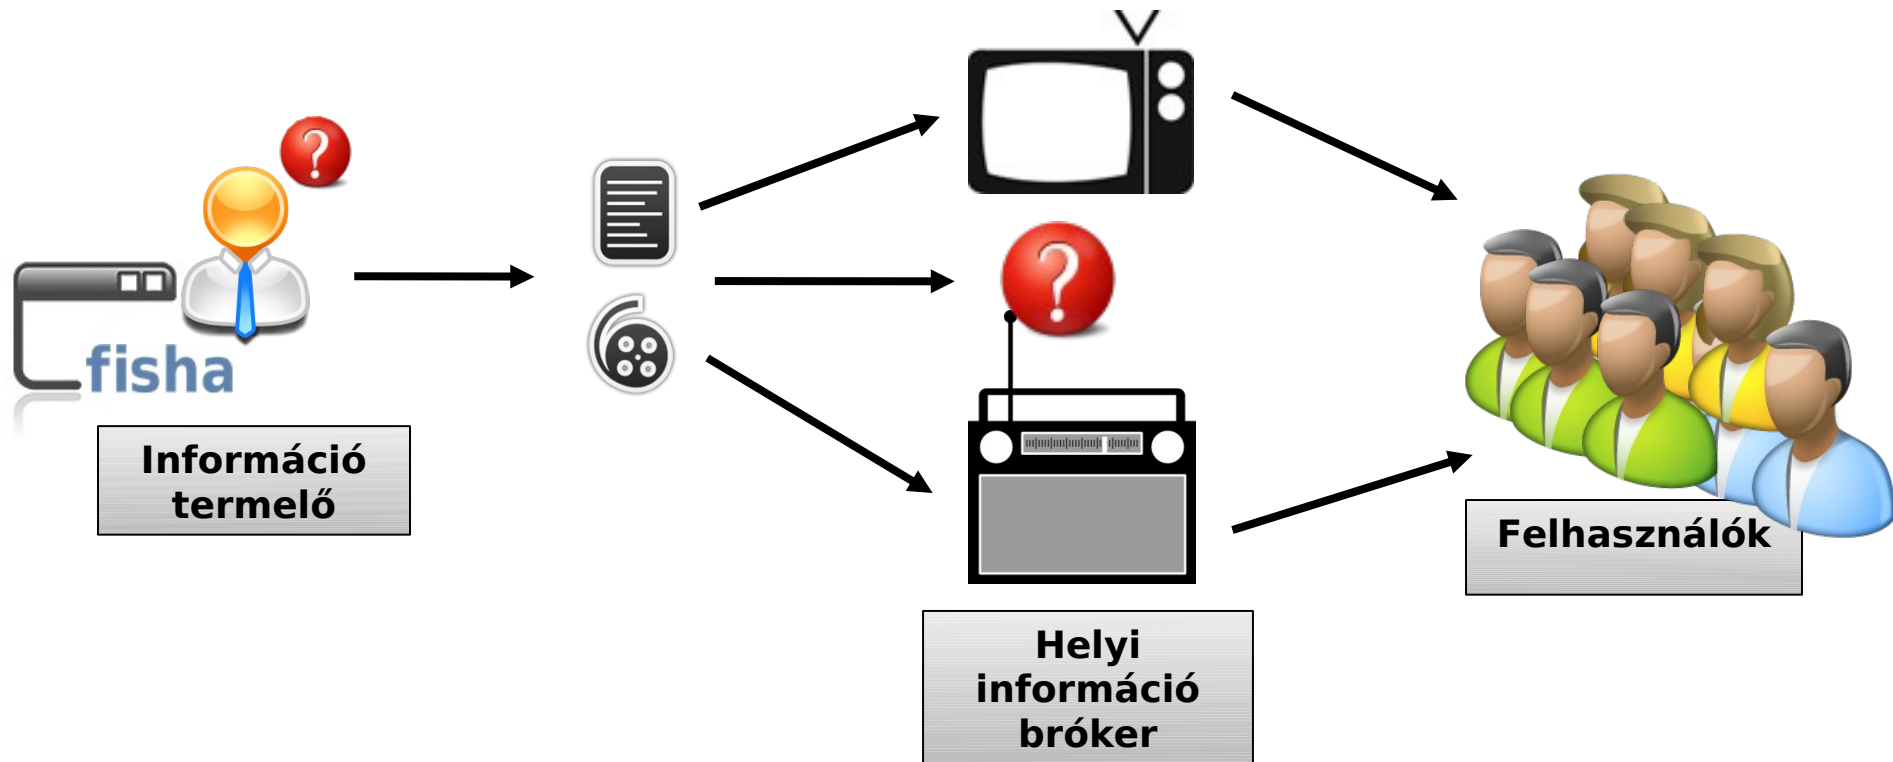 ?
fisha
Információ
termelő
?
Helyi
információ
bróker
Felhasználók